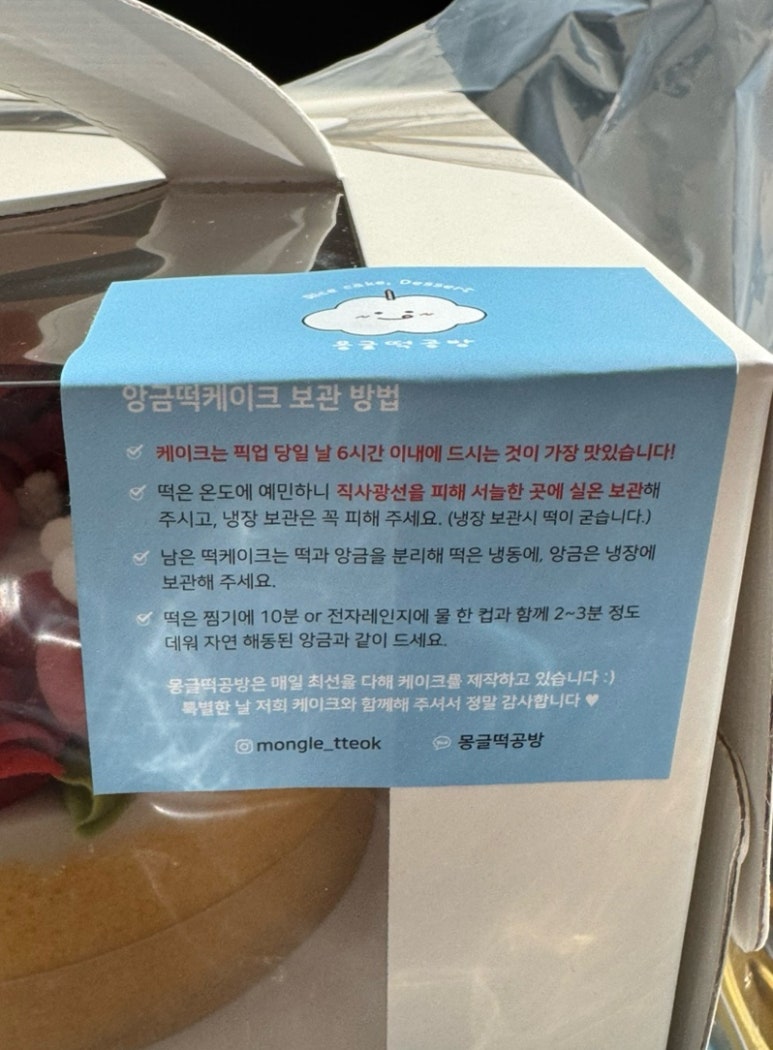 Rice cake, Dessert
몽글떡공방
앙금떡케이크 보관 방법
케이크는 픽업 당일 날 6시간 이내에 드시는 것이 가장 맛있습니다!
떡은 온도에 예민하니 직사광선을 피해 서늘한 곳에 실온 보관해
주시고, 냉장 보관은 꼭 피해 주세요. (냉장 보관시 떡이 굳습니다.)
남은 떡케이크는 떡과 앙금을 분리해 떡은 냉동에, 앙금은 냉장에
보관해 주세요.
떡은 찜기에 10분 or 전자레인지에 물 한 컵과 함께 2~3분 정도
데워 자연 해동된 앙금과 같이 드세요.
몽글떡공방은 매일 최선을 다해 케이크를 제작하고 있습니다 :)
특별한 날 저희 케이크와 함께해 주셔서 정말 감사합니다 ♥
mongle_tteok 몽글떡공방